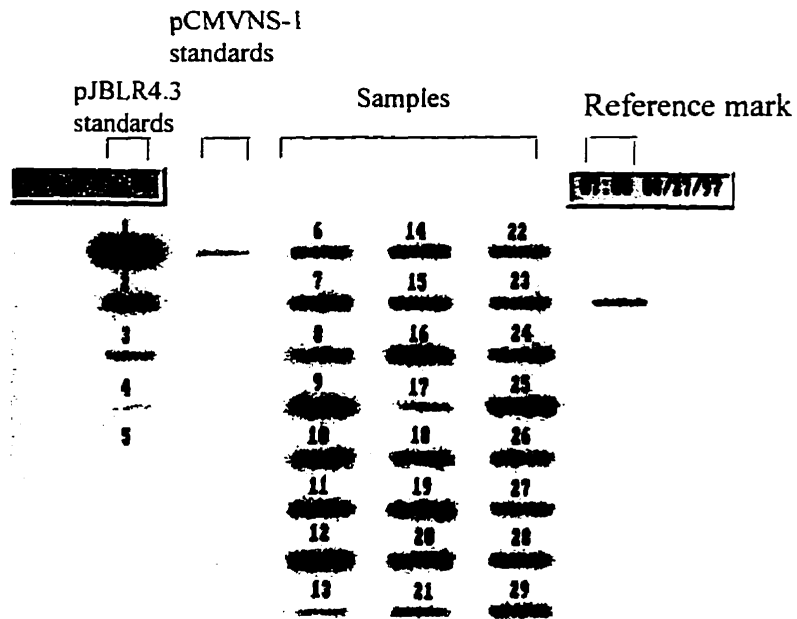 pCMVNS-1
standards
pJBLR4.3
standards
Samples
Reference mark
1
6 14 22
2
7 15 23
3 8 16 24
4 9 17 25
5 10 18 26
11 19 27
12 20 28
13 21 29